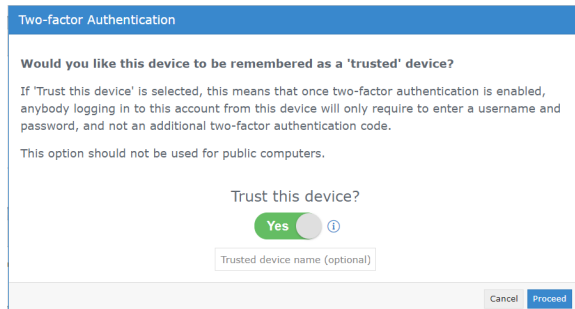 Two-factor Authentication
Would you like this device to be remembered as a 'trusted' device?
If 'Trust this device' is selected, this means that once two-factor authentication is enabled,
anybody logging in to this account from this device will only require to enter a username and
password, and not an additional two-factor authentication code.
This option should not be used for public computers.
Trust this device?
Yes
Trusted device name (optional)
Cancel Proceed